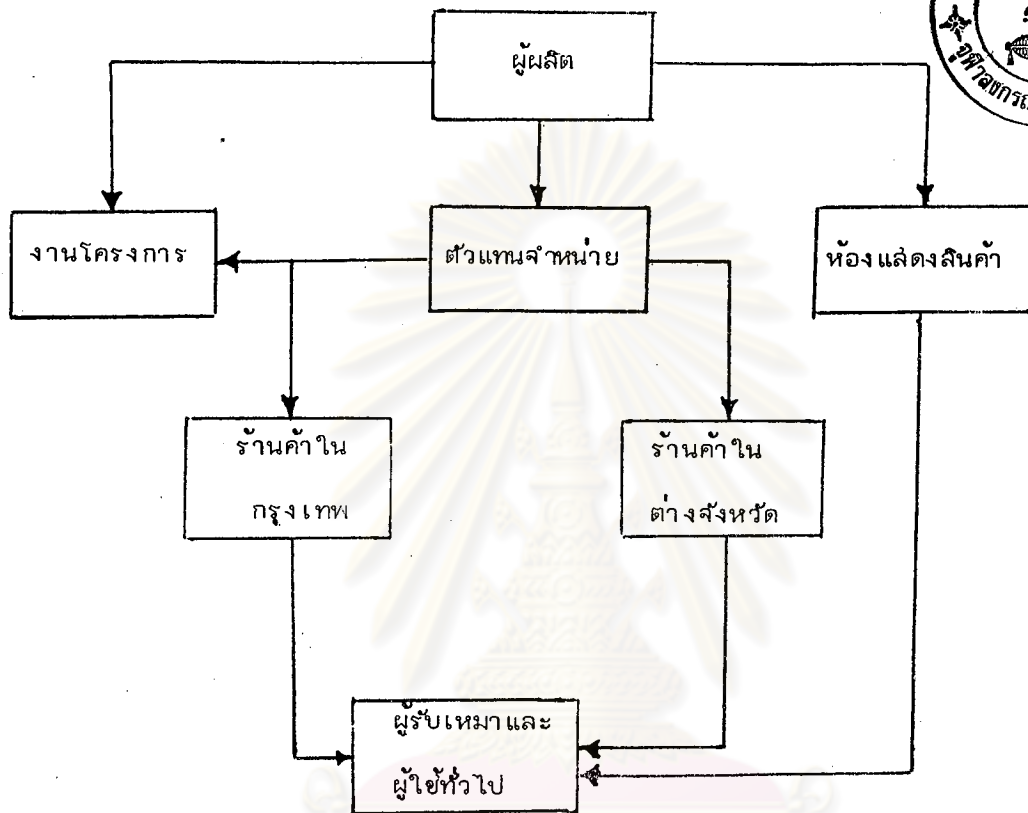 ผู้ผลิต
งานโครงการ
ตัวแทนจำหน่าย
ห้องแสดงสินค้า
ร้านค้าใน
กรุงเทพ
ร้านค้าใน
ต่างจังหวัด
ผู้รับเหมาและ
ผู้ใช้ทั่วไป